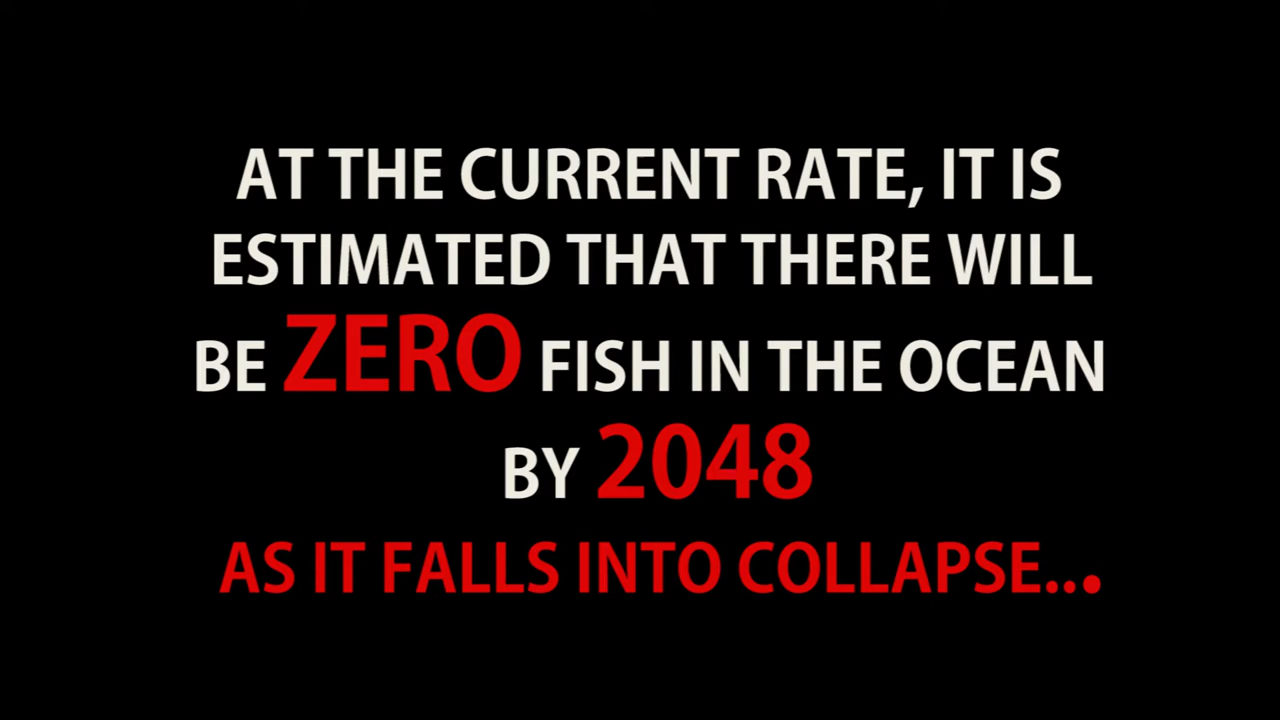 AT THE CURRENT RATE, IT IS
ESTIMATED THAT THERE WILL
BE ZERO FISH IN THE OCEAN
BY 2048
AS IT FALLS INTO COLLAPSE...